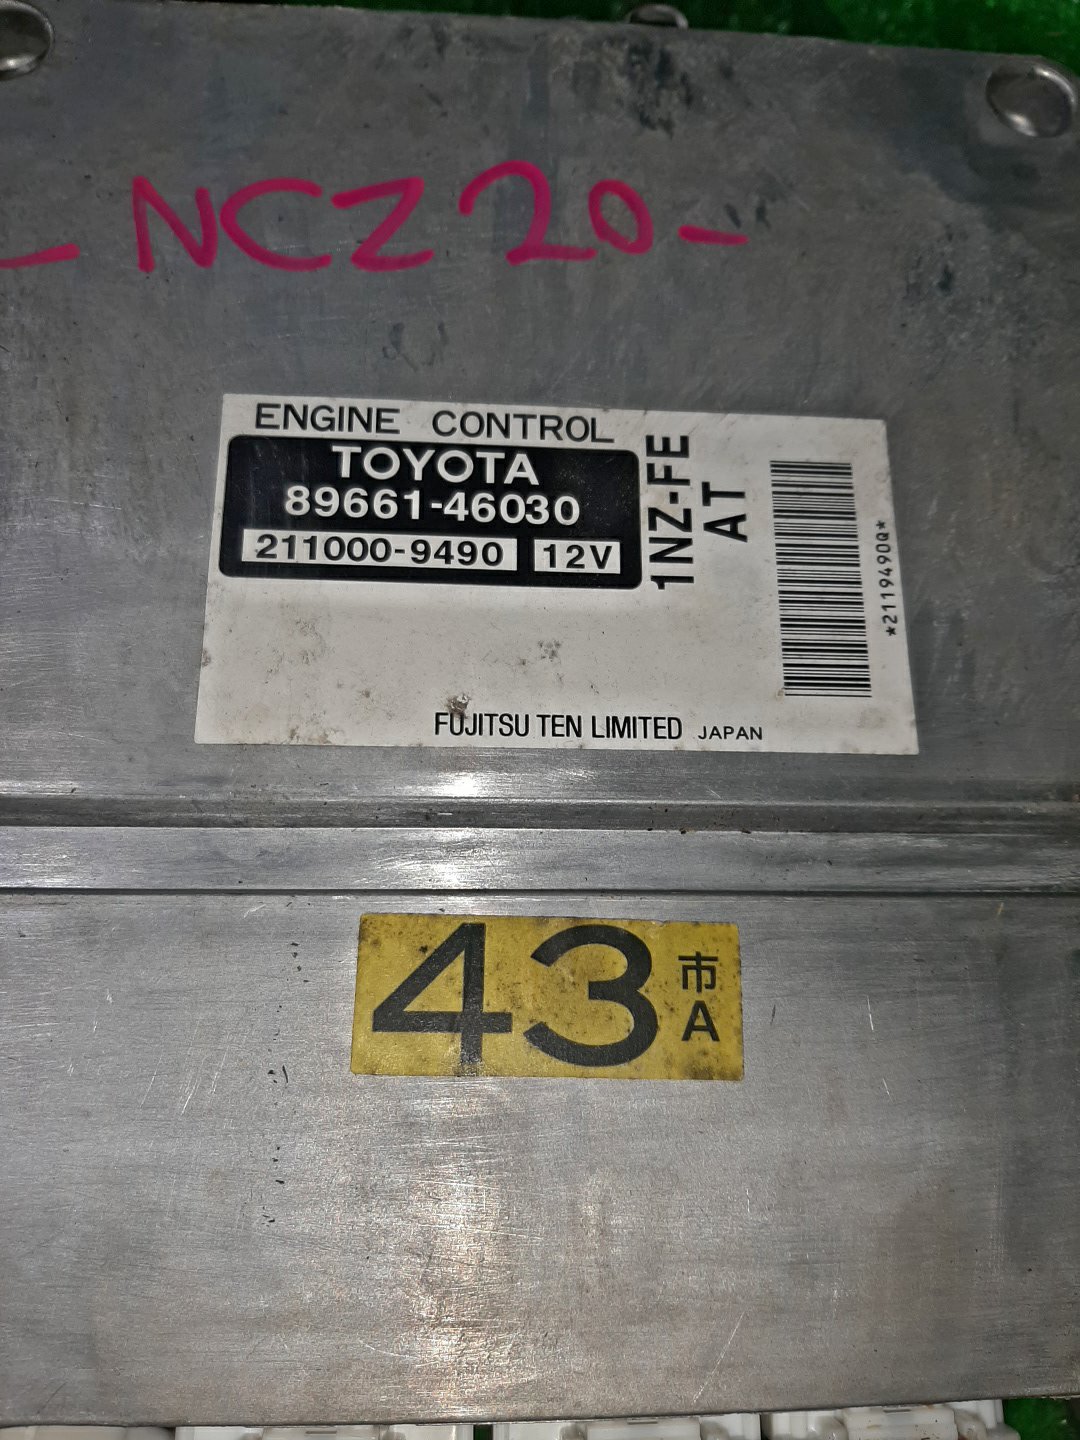 - NCZ20 -
ENGINE CONTROL
TOYOTA
89661-46030
211000-9490 12V
1NZ-FE
AT
*2119490Q*
FUJITSU TEN LIMITED JAPAN
43 市
A